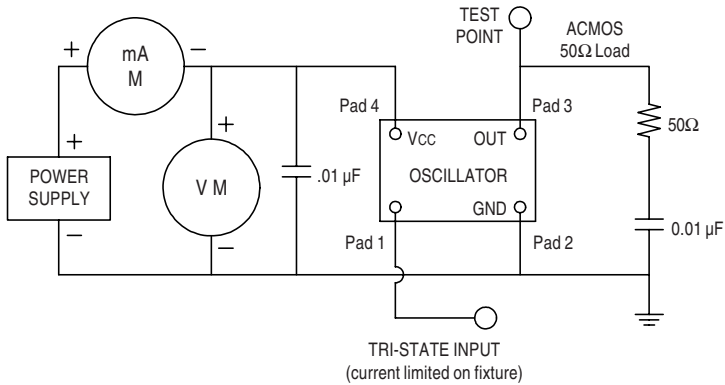 TEST
POINT
ACMOS
50Ω Load
+
mA
M
−
Pad 4
Pad 3
+
POWER
SUPPLY
−
+
V M
−
.01 µF
VCC
OUT
OSCILLATOR
GND
50Ω
0.01 µF
Pad 1
Pad 2
TRI-STATE INPUT
(current limited on fixture)